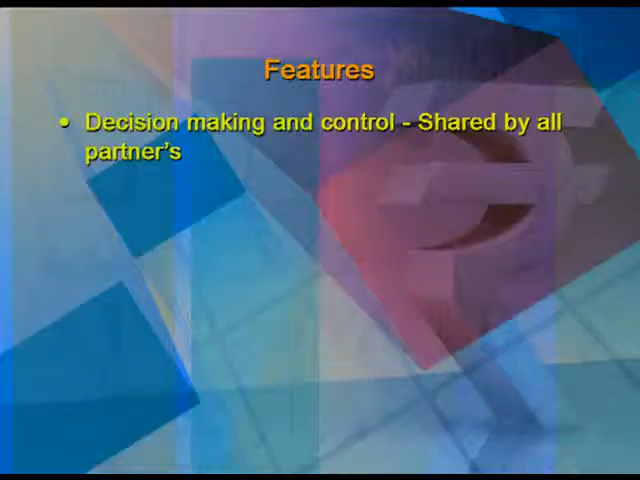 Features
• Decision making and control - Shared by all
partner's